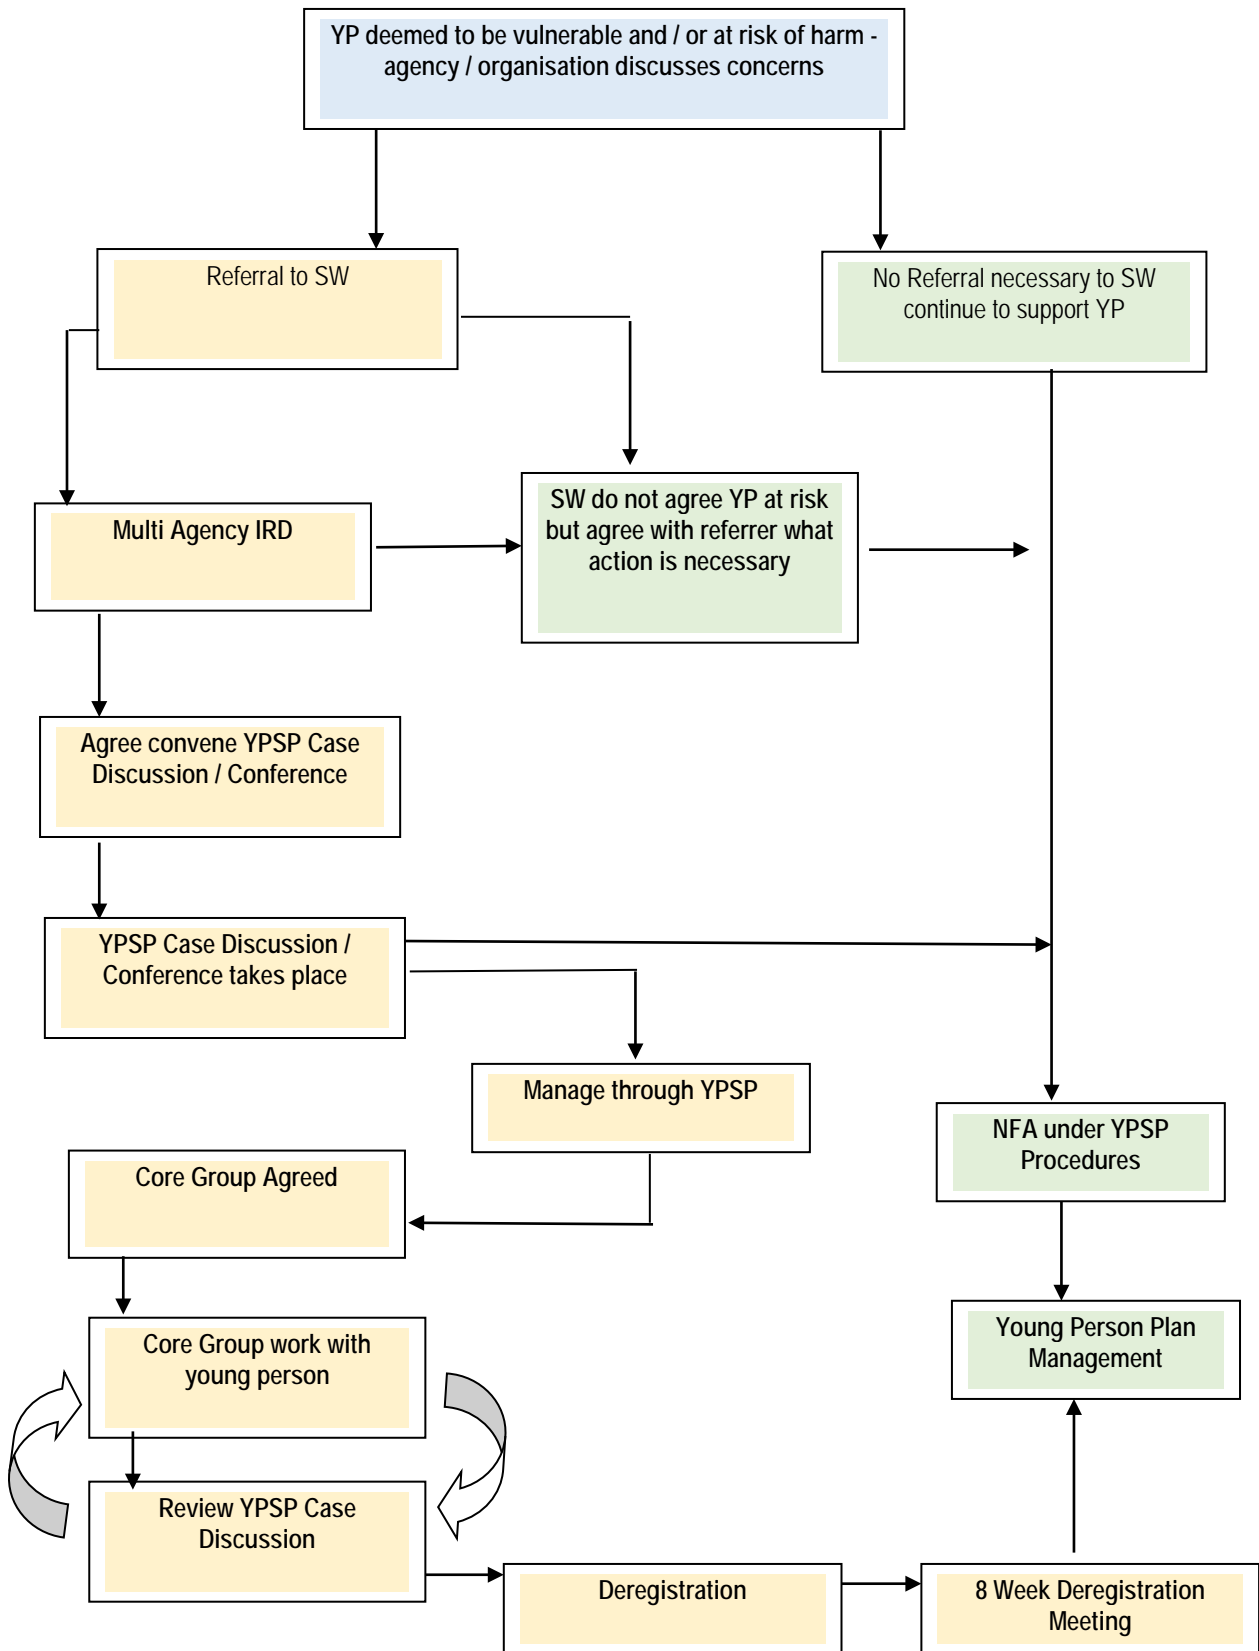 YP deemed to be vulnerable and / or at risk of harm -
agency / organisation discusses concerns
Referral to SW
No Referral necessary to SW
continue to support YP
Multi Agency IRD
SW do not agree YP at risk
but agree with referrer what
action is necessary
Agree convene YPSP Case
Discussion / Conference
YPSP Case Discussion /
Conference takes place
Manage through YPSP
NFA under YPSP
Procedures
Core Group Agreed
Young Person Plan
Management
Core Group work with
young person
Review YPSP Case
Discussion
Deregistration
8 Week Deregistration
Meeting